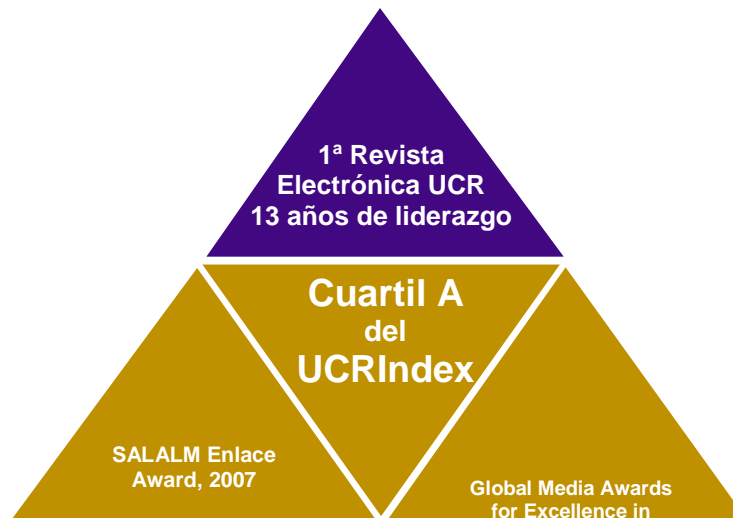 1ª Revista
Electrónica UCR
13 años de liderazgo
Cuartil A
del
UCRIndex
SALALM Enlace
Award, 2007
Global Media Awards
for Excellence in